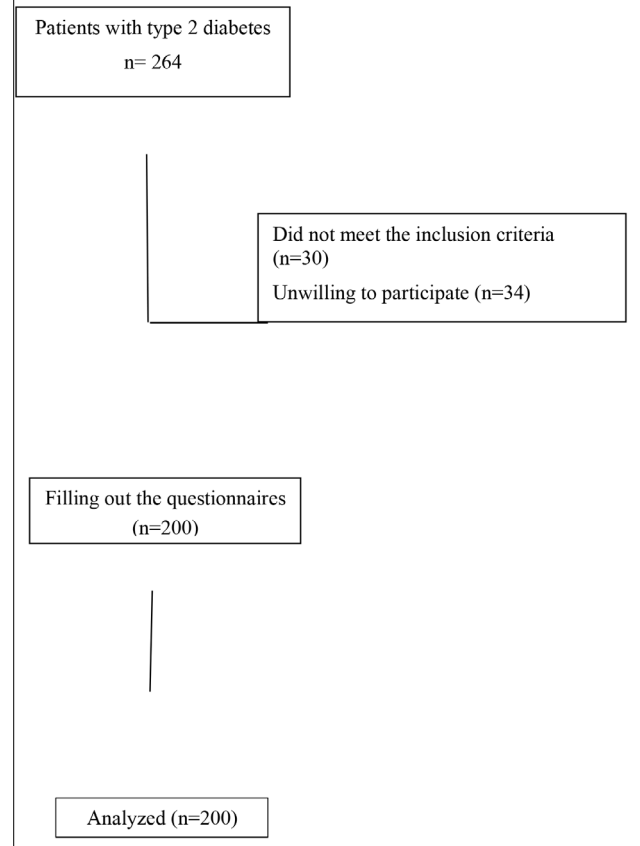 Patients with type 2 diabetes
n= 264
Did not meet the inclusion criteria
(n=30)
Unwilling to participate (n=34)
Filling out the questionnaires
(n=200)
Analyzed (n=200)